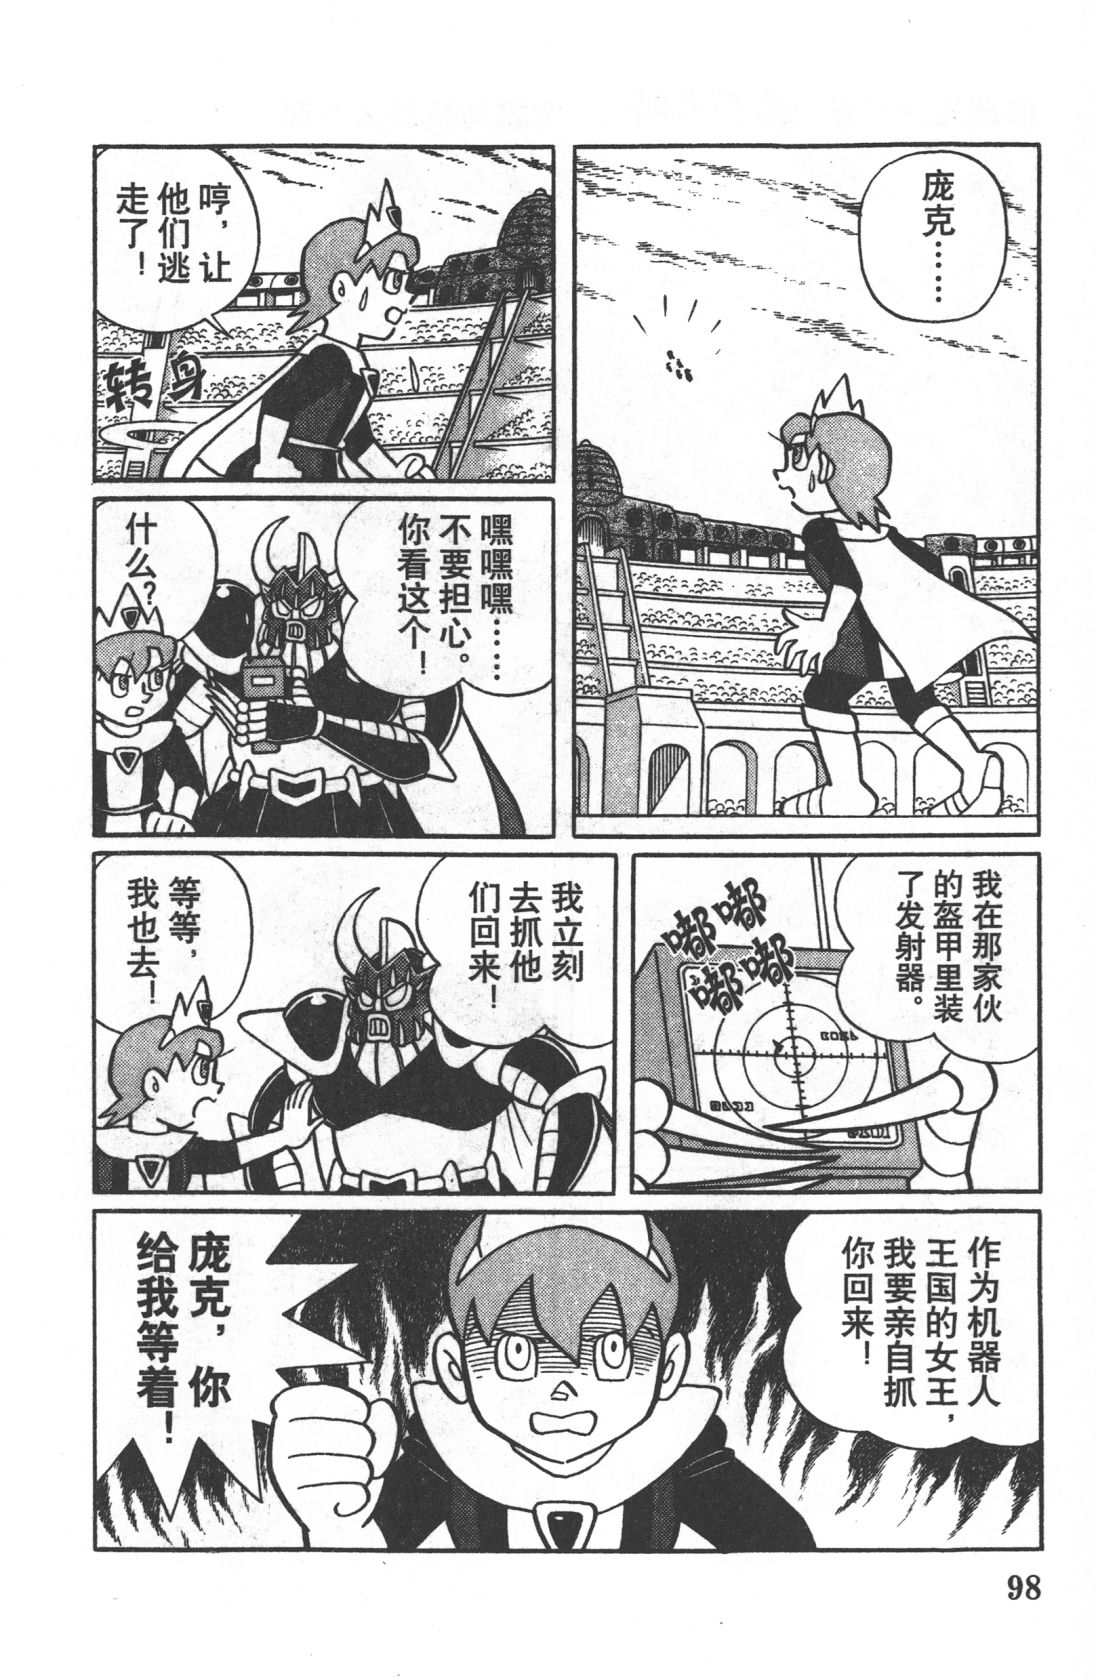 庞克……
哼，让
他们逃
走了！
转身
嘿嘿嘿……
不要担心。
你看这个！
什么？
我在那家伙
的盔甲里装
了发射器。
嘟嘟
嘟嘟
我立刻
去抓他
们回来！
等等，
我也去！
作为机器人
王国的女王，
我要亲自抓
你回来！
庞克，你
给我等着！
98